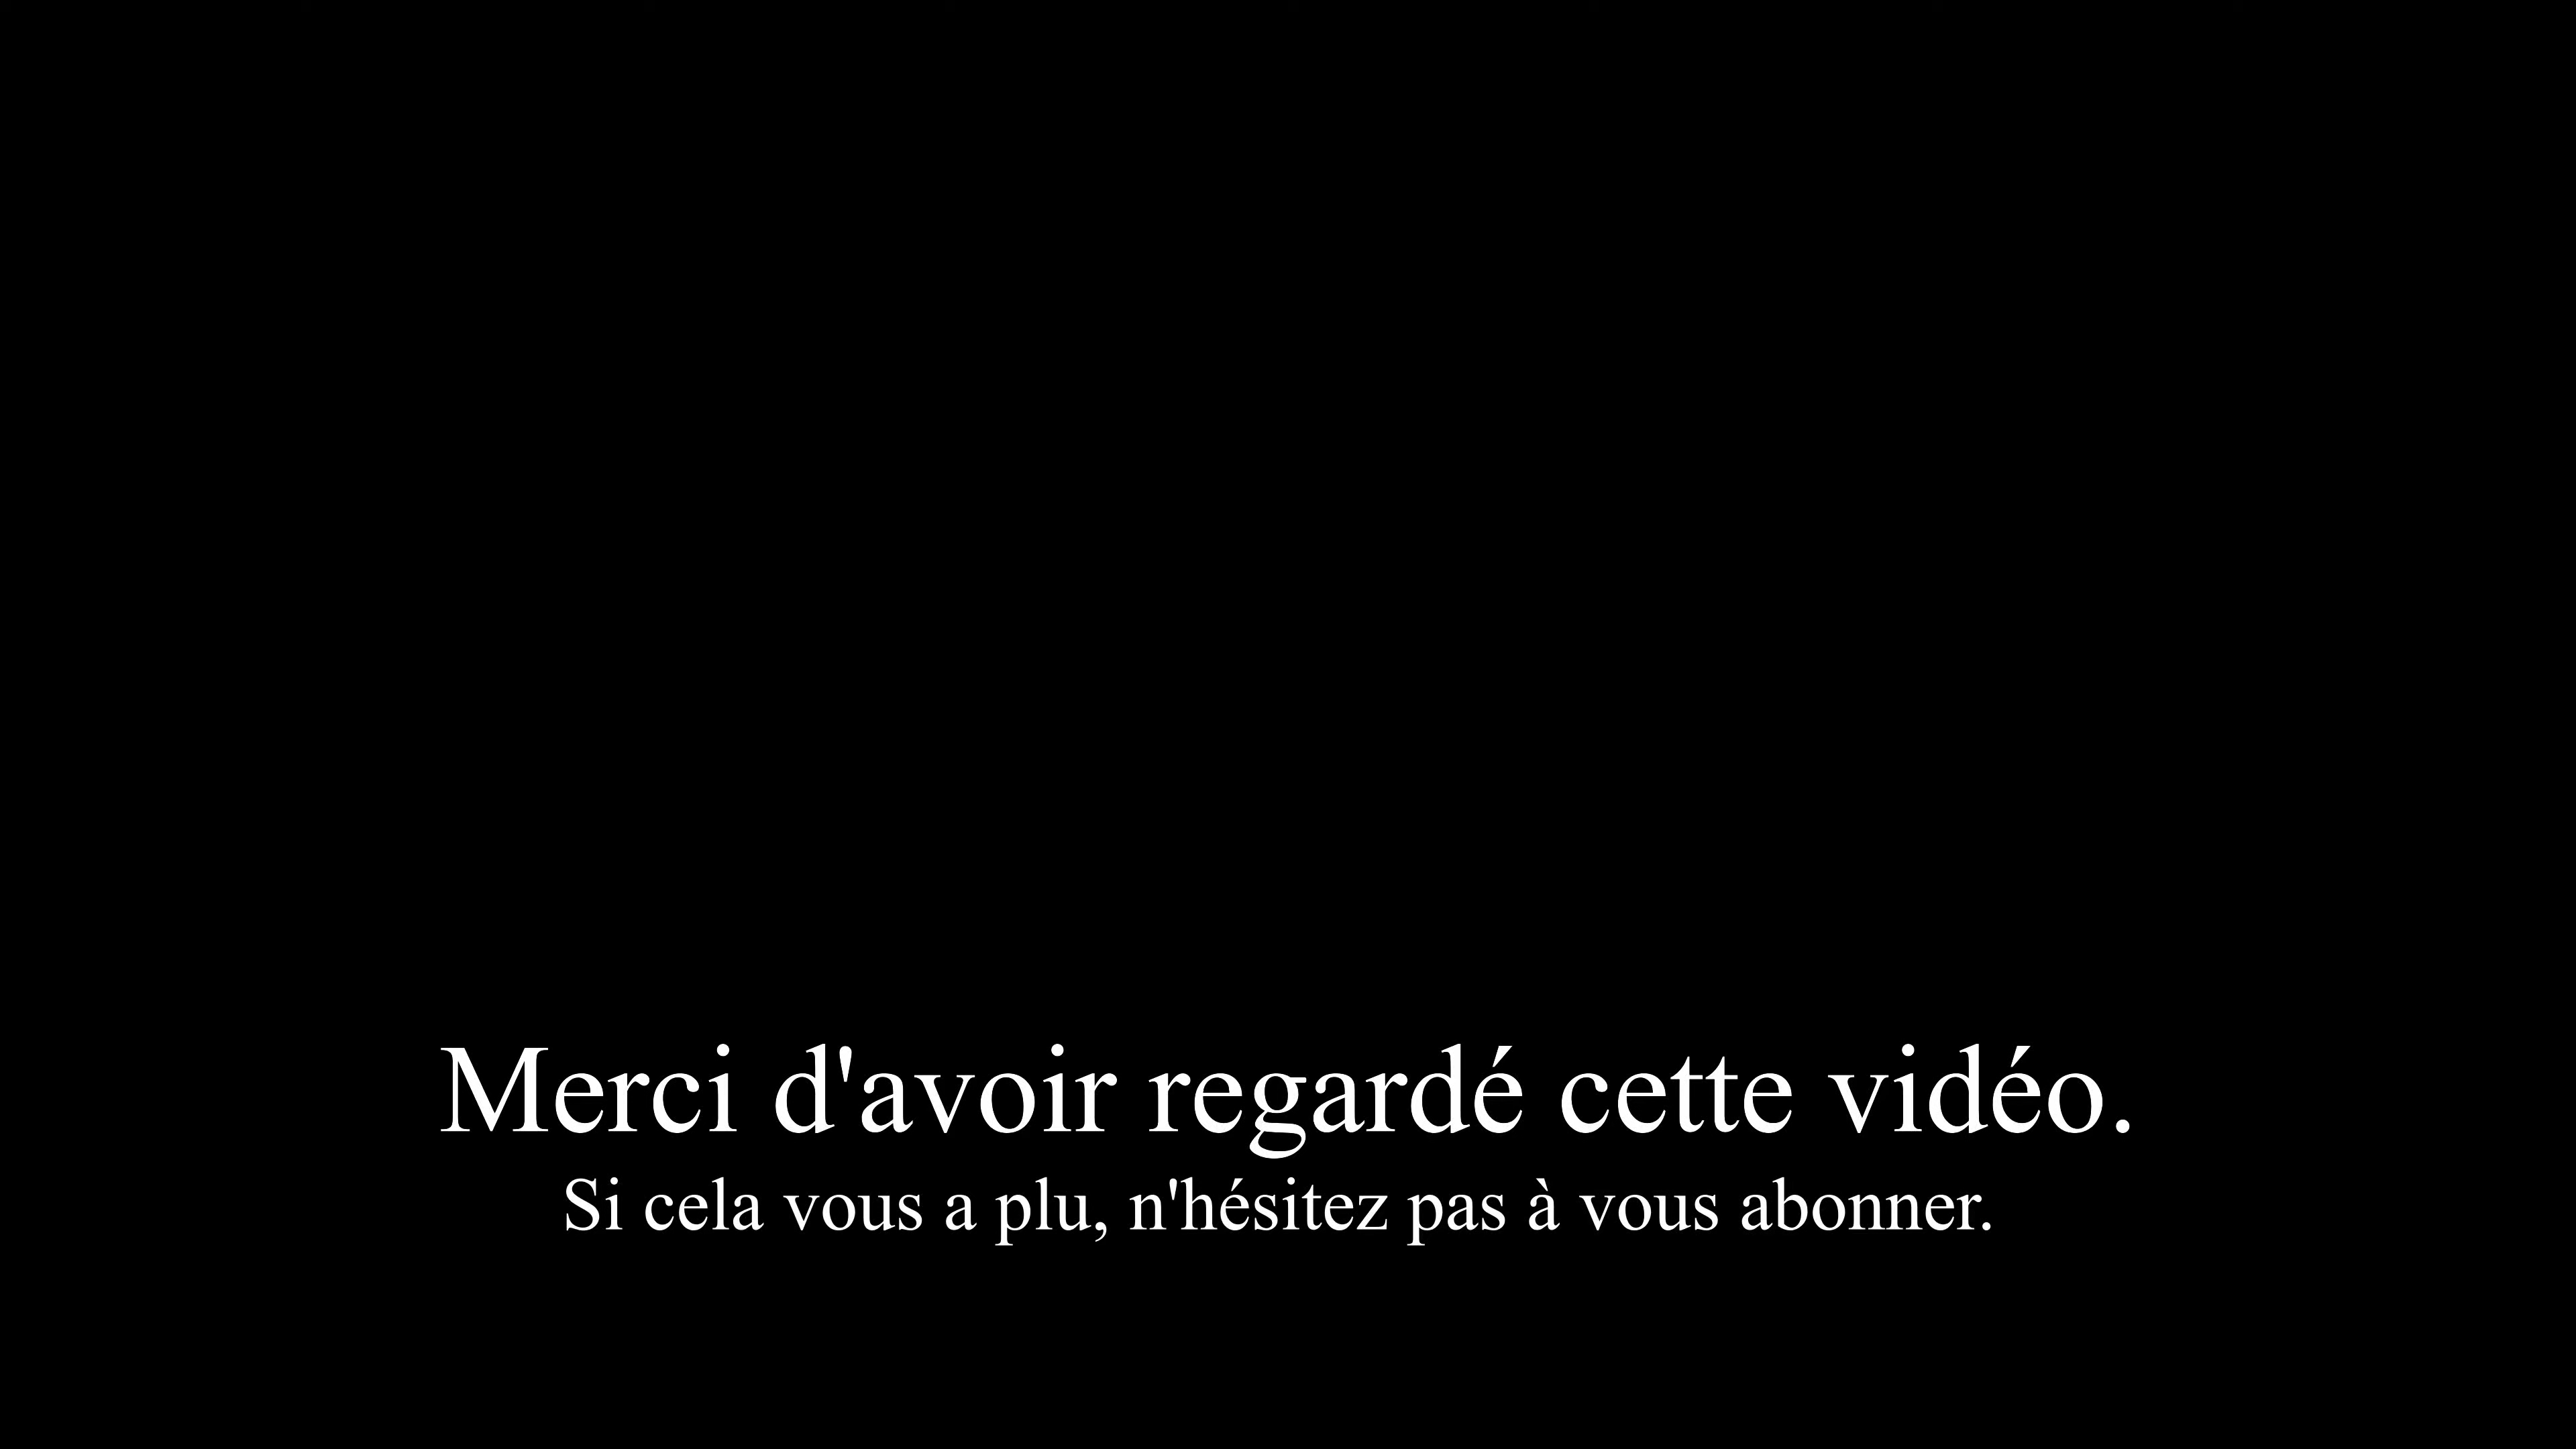 Merci d'avoir regardé cette vidéo.
Si cela vous a plu, n'hésitez pas à vous abonner.